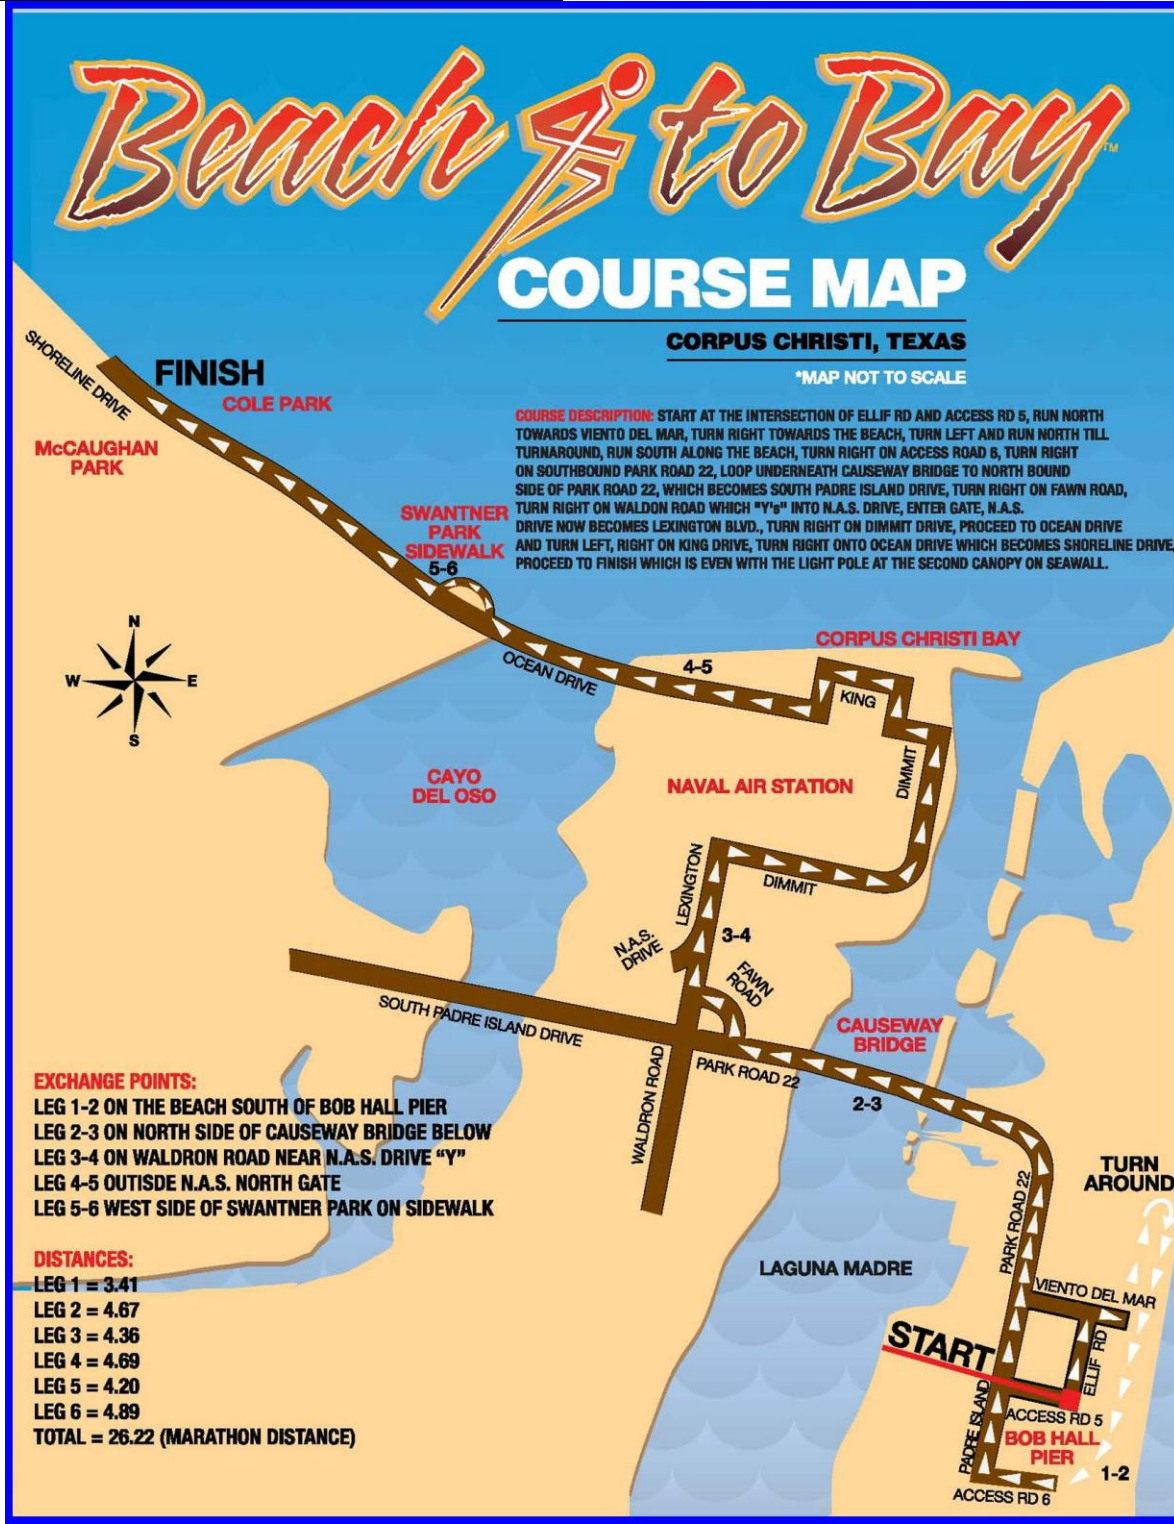 Beach to Bay™
COURSE MAP
CORPUS CHRISTI, TEXAS
*MAP NOT TO SCALE
COURSE DESCRIPTION: START AT THE INTERSECTION OF ELLIF RD AND ACCESS RD 5, RUN NORTH
TOWARDS VIENTO DEL MAR, TURN RIGHT TOWARDS THE BEACH, TURN LEFT AND RUN NORTH TILL
TURNAROUND, RUN SOUTH ALONG THE BEACH, TURN RIGHT ON ACCESS ROAD 6, TURN RIGHT
ON SOUTHBOUND PARK ROAD 22, LOOP UNDERNEATH CAUSEWAY BRIDGE TO NORTH BOUND
SIDE OF PARK ROAD 22, WHICH BECOMES SOUTH PADRE ISLAND DRIVE, TURN RIGHT ON FAWN ROAD,
TURN RIGHT ON WALDON ROAD WHICH "Y's" INTO N.A.S. DRIVE, ENTER GATE, N.A.S.
DRIVE NOW BECOMES LEXINGTON BLVD., TURN RIGHT ON DIMMIT DRIVE, PROCEED TO OCEAN DRIVE
AND TURN LEFT, RIGHT ON KING DRIVE, TURN RIGHT ONTO OCEAN DRIVE WHICH BECOMES SHORELINE DRIVE,
PROCEED TO FINISH WHICH IS EVEN WITH THE LIGHT POLE AT THE SECOND CANOPY ON SEAWALL.
SHORELINE DRIVE
FINISH
COLE PARK
McCAUGHAN
PARK
SWANTNER
PARK
SIDEWALK
5-6
N
W
E
S
OCEAN DRIVE
4-5
CORPUS CHRISTI BAY
KING
DIMMIT
CAYO
DEL OSO
NAVAL AIR STATION
LEXINGTON
DIMMIT
3-4
N.A.S.
DRIVE
FAWN
ROAD
SOUTH PADRE ISLAND DRIVE
CAUSEWAY
BRIDGE
PARK ROAD 22
2-3
WALDRON ROAD
EXCHANGE POINTS:
LEG 1-2 ON THE BEACH SOUTH OF BOB HALL PIER
LEG 2-3 ON NORTH SIDE OF CAUSEWAY BRIDGE BELOW
LEG 3-4 ON WALDRON ROAD NEAR N.A.S. DRIVE “Y”
LEG 4-5 OUTISDE N.A.S. NORTH GATE
LEG 5-6 WEST SIDE OF SWANTNER PARK ON SIDEWALK
DISTANCES:
LEG 1 = 3.41
LEG 2 = 4.67
LEG 3 = 4.36
LEG 4 = 4.69
LEG 5 = 4.20
LEG 6 = 4.89
TOTAL = 26.22 (MARATHON DISTANCE)
TURN
AROUND
PARK ROAD 22
LAGUNA MADRE
VIENTO DEL MAR
START
ELLIF RD
PADRE ISLAND
ACCESS RD 5
BOB HALL
PIER
1-2
ACCESS RD 6